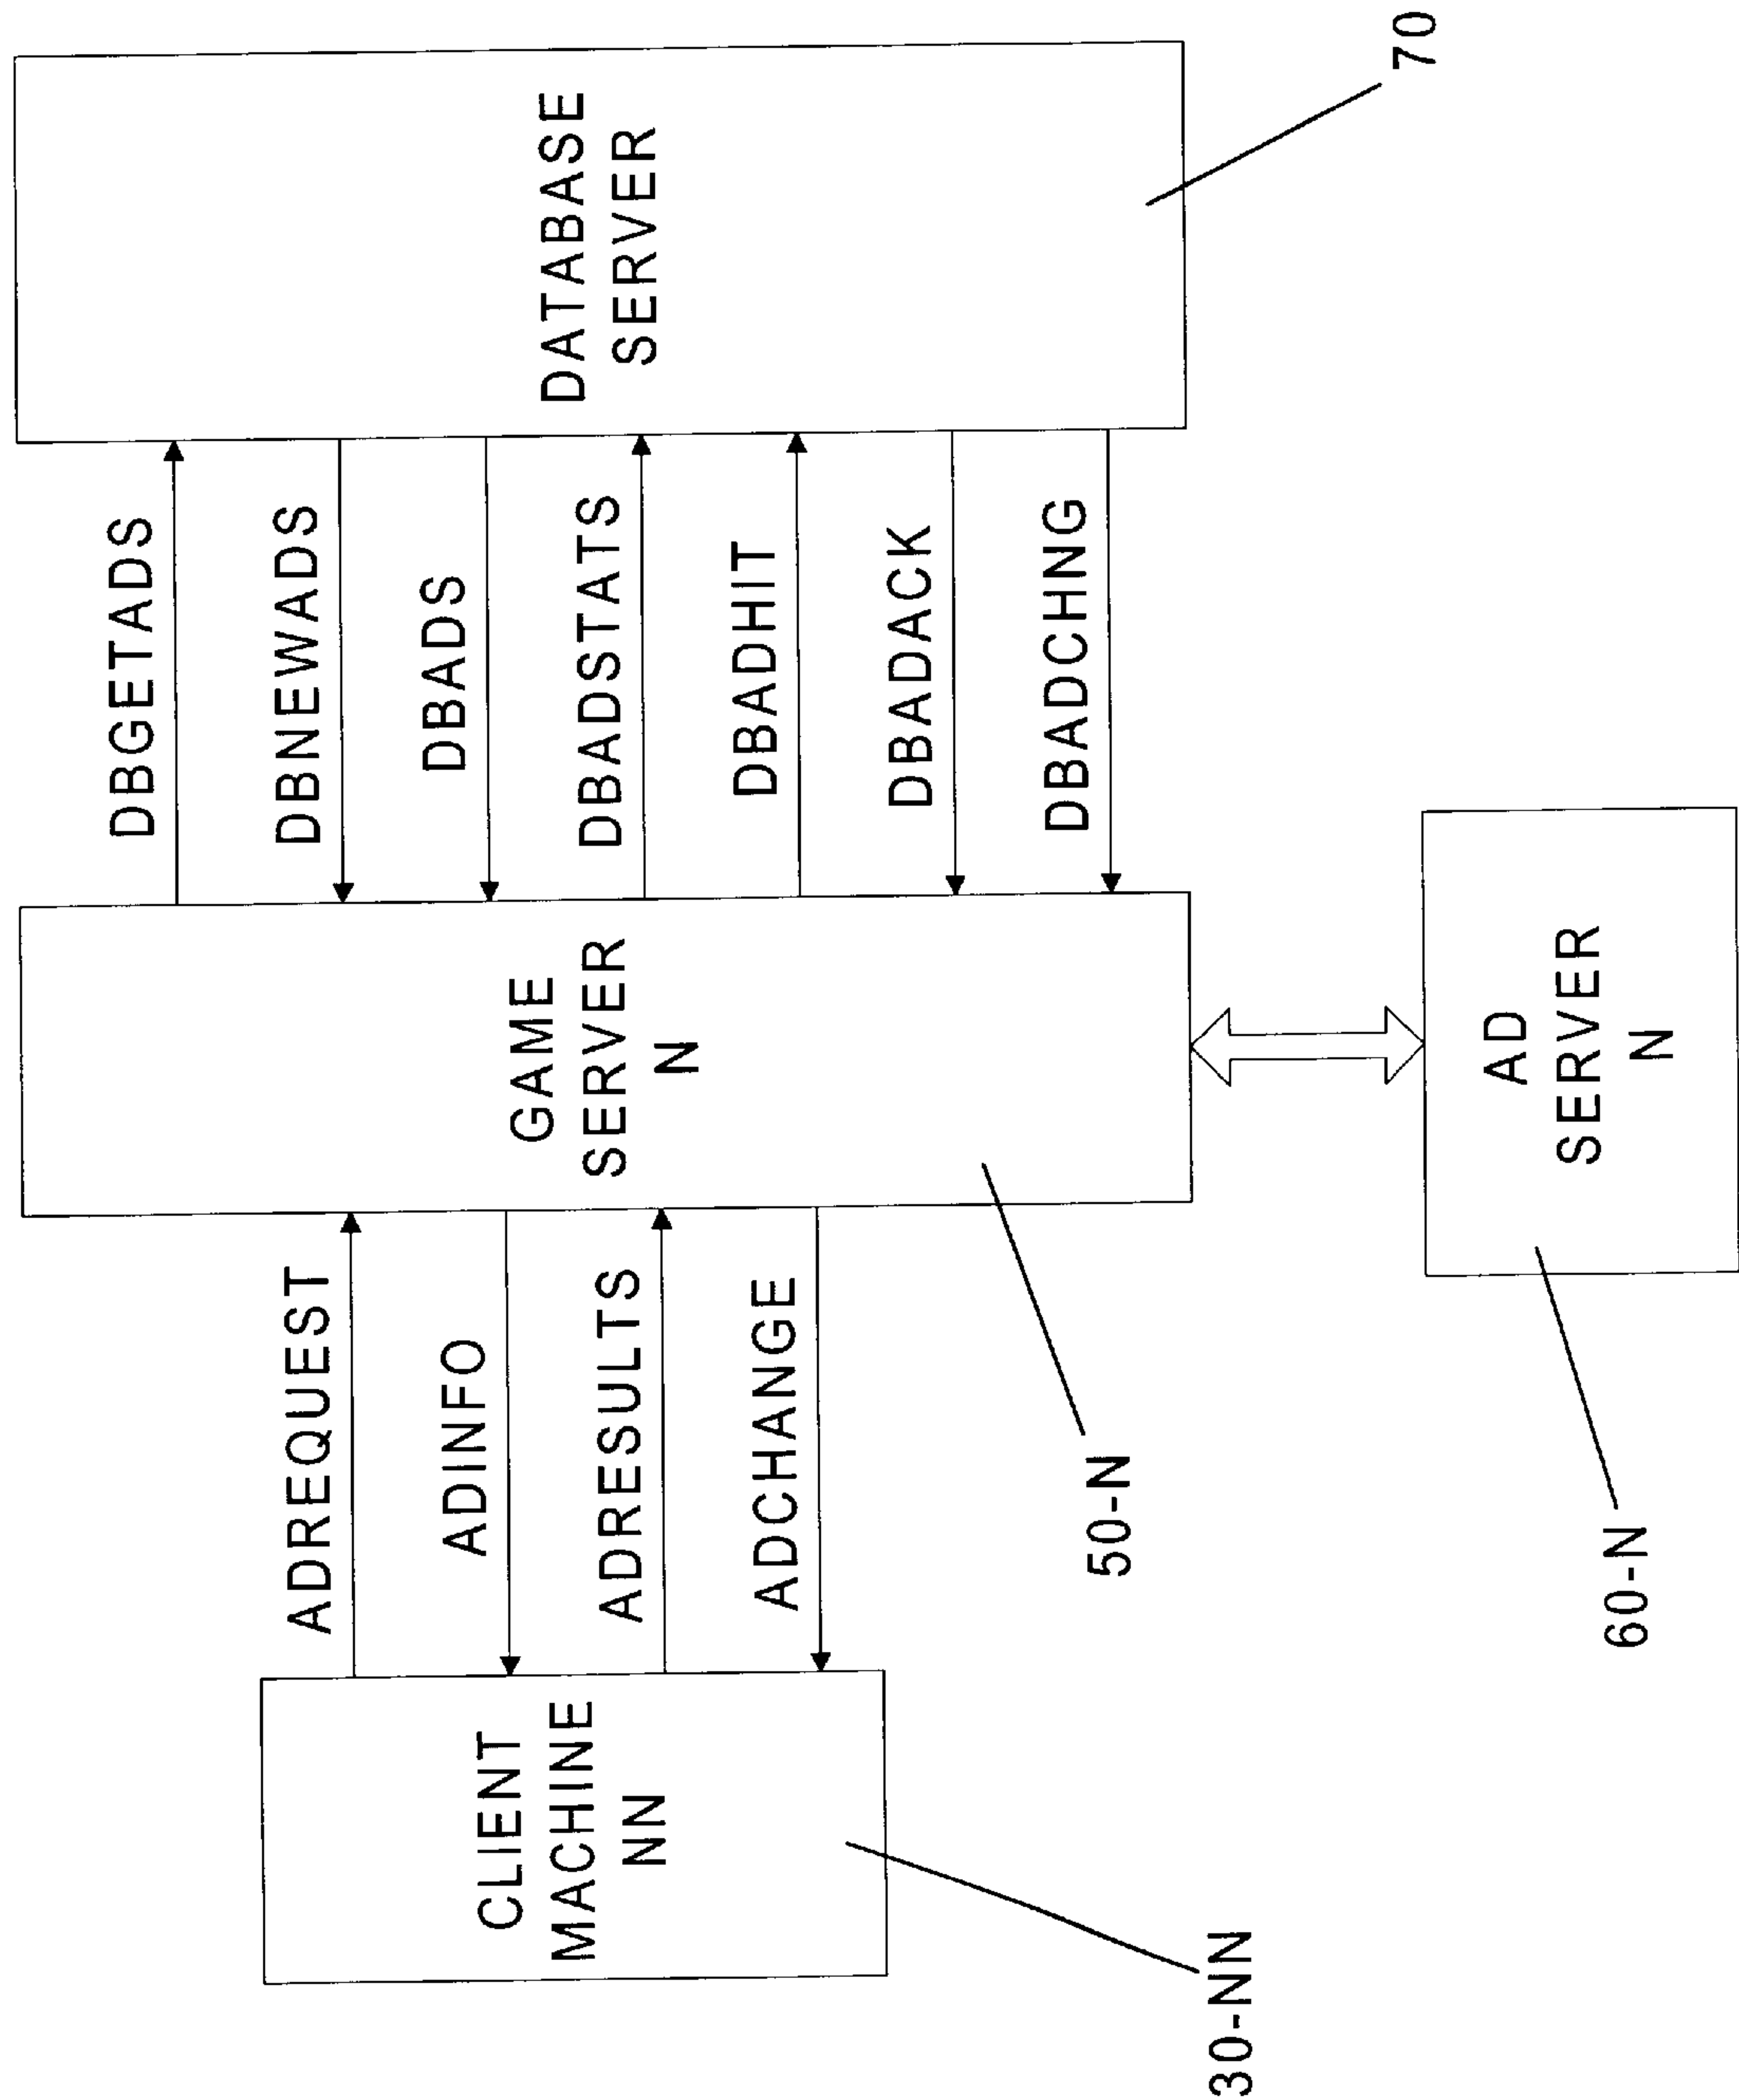 CLIENT
MACHINE
NN
ADREQUEST
ADINFO
ADRESULTS
ADCHANGE
GAME
SERVER
N
DBGETADS
DBNEWADS
DBADS
DBADSTATS
DBADHIT
DBADACK
DBADCHNG
DATABASE
SERVER
AD
SERVER
N
30-NN
50-N
60-N
70